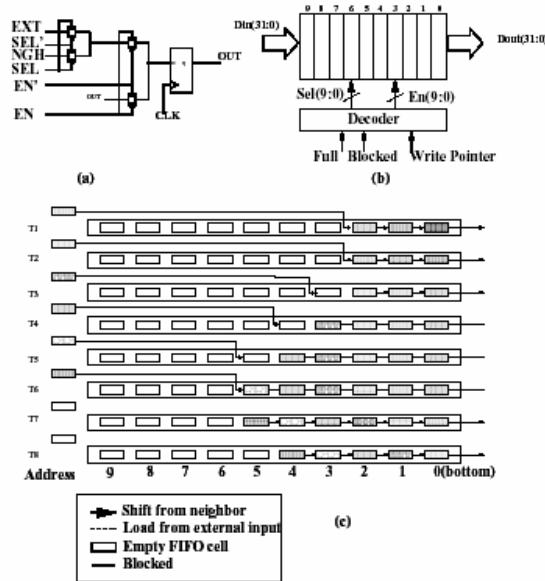 EXT
SEL'
NGH
SEL
EN'
EN
OUT
OUT
CLK
(a)
9 8 7 6 5 4 3 2 1 0
Din(31:0)
Dout(31:0)
Sel(9:0)
En(9:0)
Decoder
Full Blocked Write Pointer
(b)
T1
T2
T3
T4
T5
T6
T7
T8
Address 9 8 7 6 5 4 3 2 1 0(bottom)
Shift from neighbor
Load from external input
Empty FIFO cell
Blocked
(c)